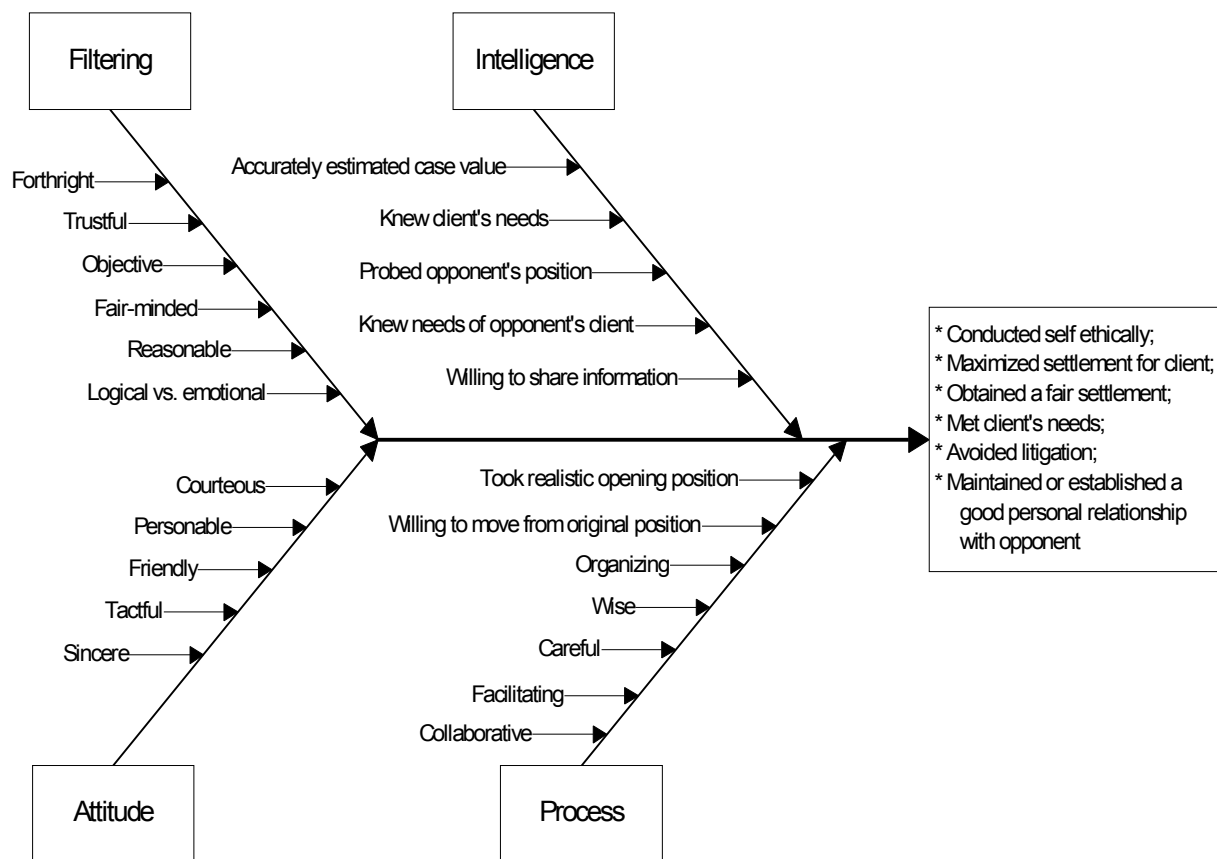 Filtering
Intelligence
Forthright
Trustful
Objective
Fair-minded
Reasonable
Logical vs. emotional
Accurately estimated case value
Knew client's needs
Probed opponent's position
Knew needs of opponent's client
Willing to share information
* Conducted self ethically;
* Maximized settlement for client;
* Obtained a fair settlement;
* Met client's needs;
* Avoided litigation;
* Maintained or established a
good personal relationship
with opponent
Courteous
Personable
Friendly
Tactful
Sincere
Took realistic opening position
Willing to move from original position
Organizing
Wise
Careful
Facilitating
Collaborative
Attitude
Process